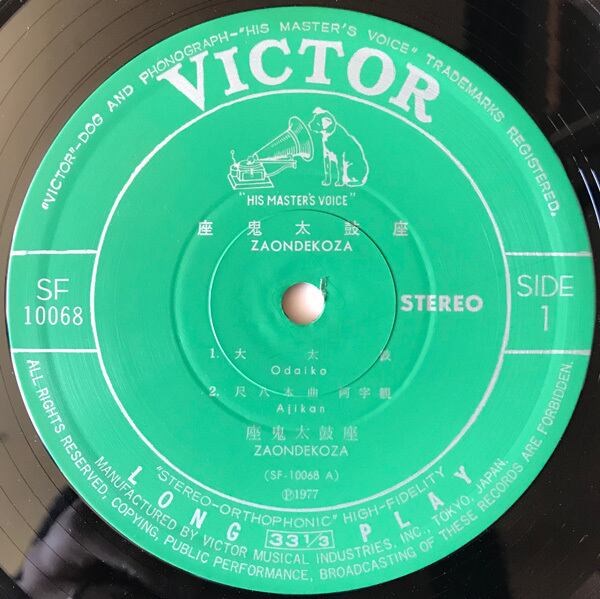 "VICTOR"-DOG AND PHONOGRAPH-"HIS MASTER'S VOICE" TRADEMARKS REGISTERED.
VICTOR
"HIS MASTER'S VOICE"
座鬼太鼓座
ZAONDEKOZA
SF
10068
STEREO
SIDE
1
1. 大太鼓
Odaiko
2. 尺八本曲 阿字観
Ajikan
座鬼太鼓座
ZAONDEKOZA
(SF-10068 A)
Ⓟ1977
"STEREO-ORTHOPHONIC" HIGH-FIDELITY
LONG 33 1/3 PLAY
MANUFACTURED BY VICTOR MUSICAL INDUSTRIES, INC., TOKYO, JAPAN.
ALL RIGHTS RESERVED, COPYING, PUBLIC PERFORMANCE, BROADCASTING OF THESE RECORDS ARE FORBIDDEN.